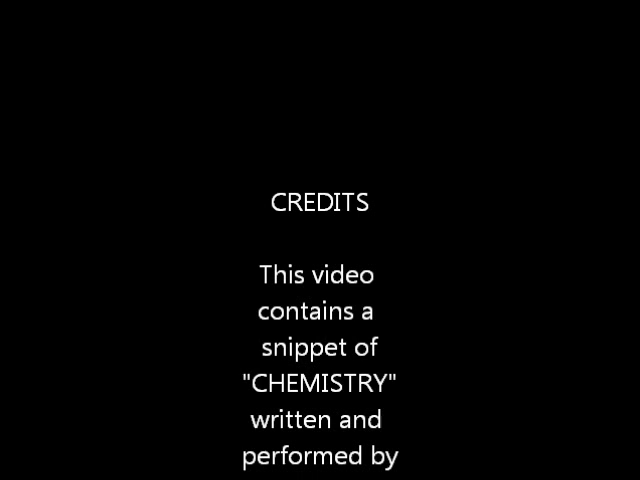 CREDITS
This video
contains a
snippet of
"CHEMISTRY"
written and
performed by